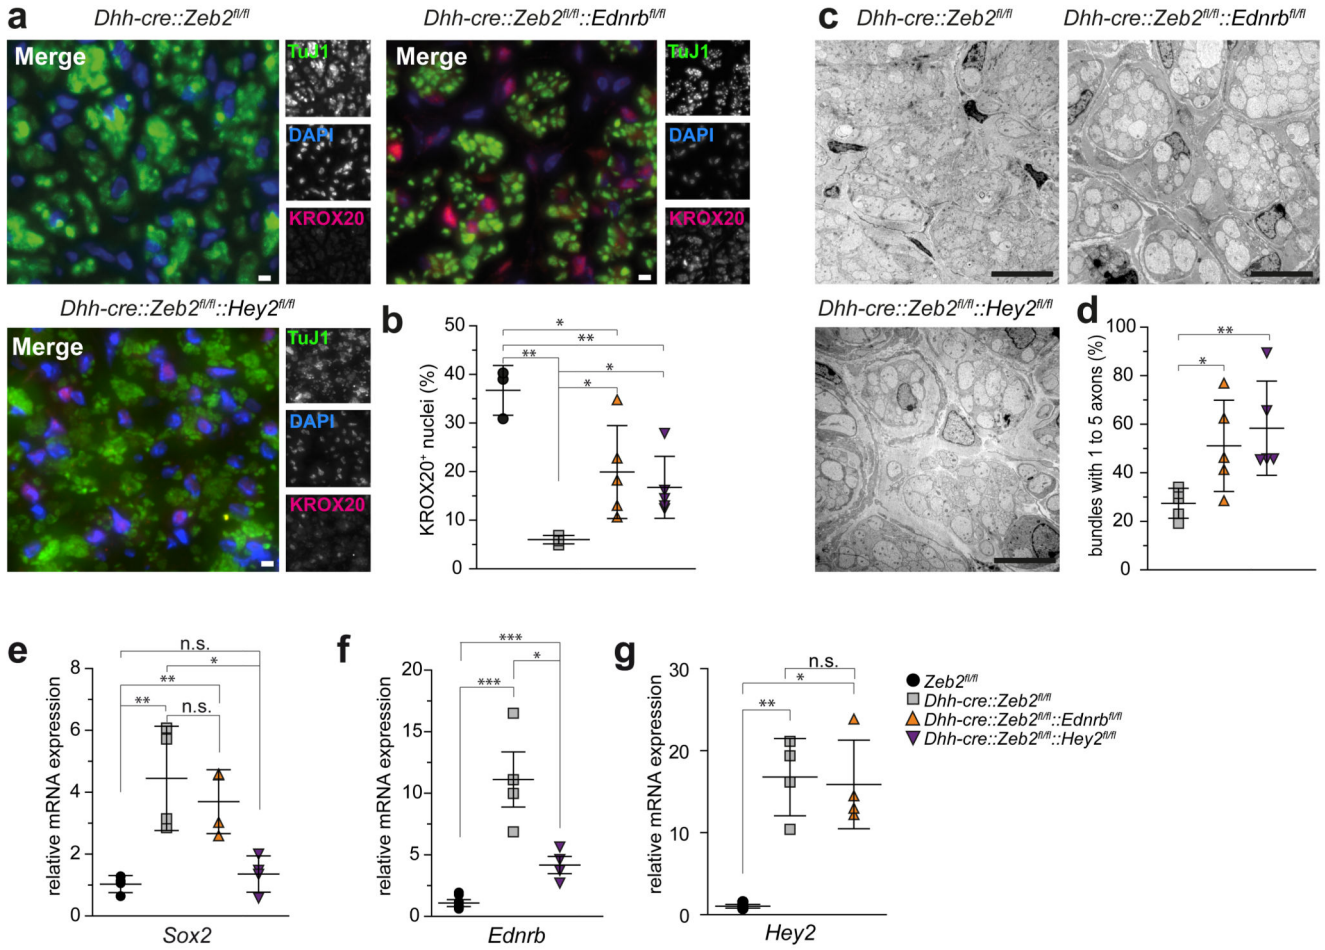 a
Dhh-cre::Zeb2fl/fl
Dhh-cre::Zeb2fl/fl::Ednrbfl/fl
Merge
TuJ1
DAPI
KROX20
Merge
TuJ1
DAPI
KROX20
Dhh-cre::Zeb2fl/fl::Hey2fl/fl
Merge
TuJ1
DAPI
KROX20
b
KROX20+ nuclei (%)
50
40
30
20
10
0
*
**
**
*
*
c
Dhh-cre::Zeb2fl/fl
Dhh-cre::Zeb2fl/fl::Ednrbfl/fl
Dhh-cre::Zeb2fl/fl::Hey2fl/fl
d
bundles with 1 to 5 axons (%)
100
80
60
40
20
0
**
*
e
relative mRNA expression
8
6
4
2
0
n.s.
*
**
**
n.s.
Sox2
f
relative mRNA expression
20
15
10
5
0
***
*
***
Ednrb
g
relative mRNA expression
30
20
10
0
n.s.
*
**
Hey2
Zeb2fl/fl
Dhh-cre::Zeb2fl/fl
Dhh-cre::Zeb2fl/fl::Ednrbfl/fl
Dhh-cre::Zeb2fl/fl::Hey2fl/fl